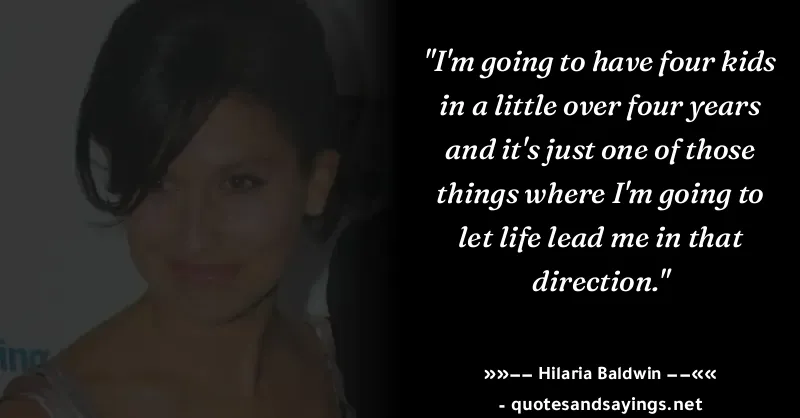 "I'm going to have four kids
in a little over four years
and it's just one of those
things where I'm going to
let life lead me in that
direction."
»»-- Hilaria Baldwin --««
- quotesandsayings.net
ing